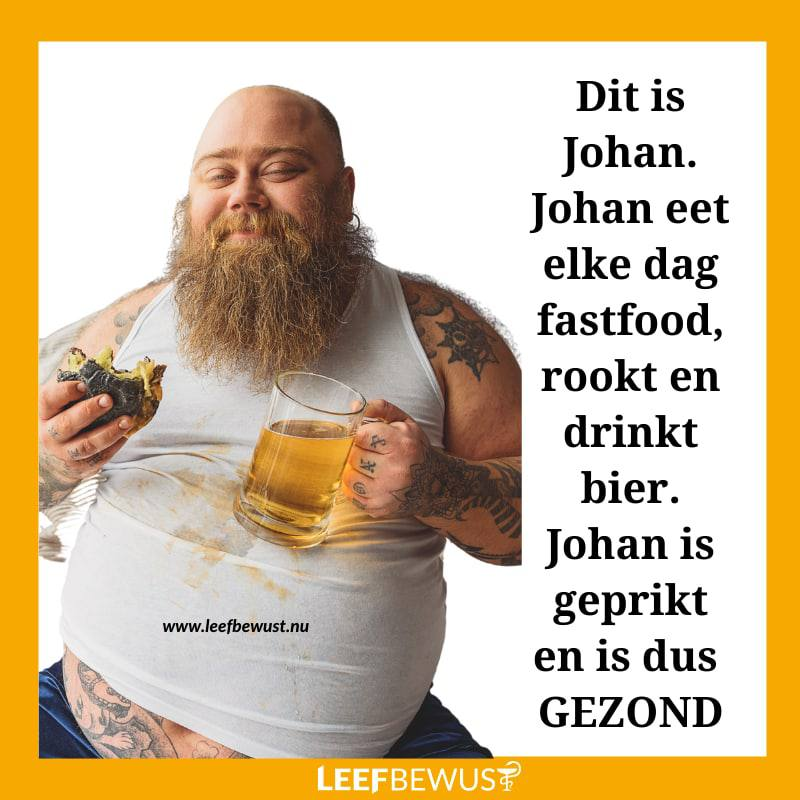 Dit is
Johan.
Johan eet
elke dag
fastfood,
rookt en
drinkt
bier.
Johan is
geprikt
en is dus
GEZOND
www.leefbewust.nu
LEEFBEWUST